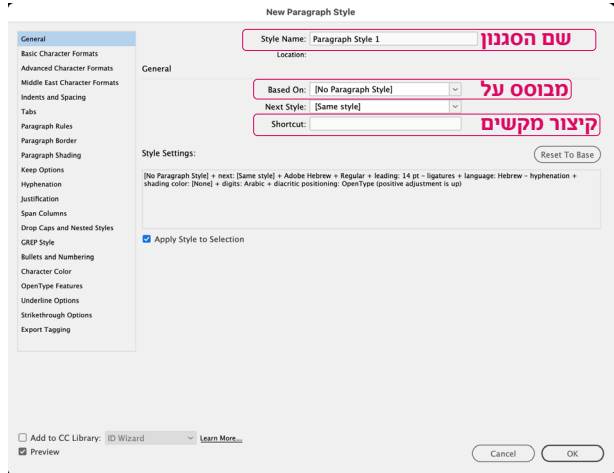 New Paragraph Style
General
Basic Character Formats
Advanced Character Formats
Middle East Character Formats
Indents and Spacing
Tabs
Paragraph Rules
Paragraph Border
Paragraph Shading
Keep Options
Hyphenation
Justification
Span Columns
Drop Caps and Nested Styles
GREP Style
Bullets and Numbering
Character Color
OpenType Features
Underline Options
Strikethrough Options
Export Tagging
Style Name: Paragraph Style 1 שם הסגנון
Location:
General
Based On: [No Paragraph Style] מבוסס על
Next Style: [Same style]
Shortcut: קיצור מקשים
Style Settings: Reset To Base
[No Paragraph Style] + next: [Same style] + Adobe Hebrew + Regular + leading: 14 pt - ligatures + language: Hebrew - hyphenation +
shading color: [None] + digits: Arabic + diacritic positioning: OpenType (positive adjustment is up)
Apply Style to Selection
Add to CC Library: ID Wizard Learn More...
Preview
Cancel OK